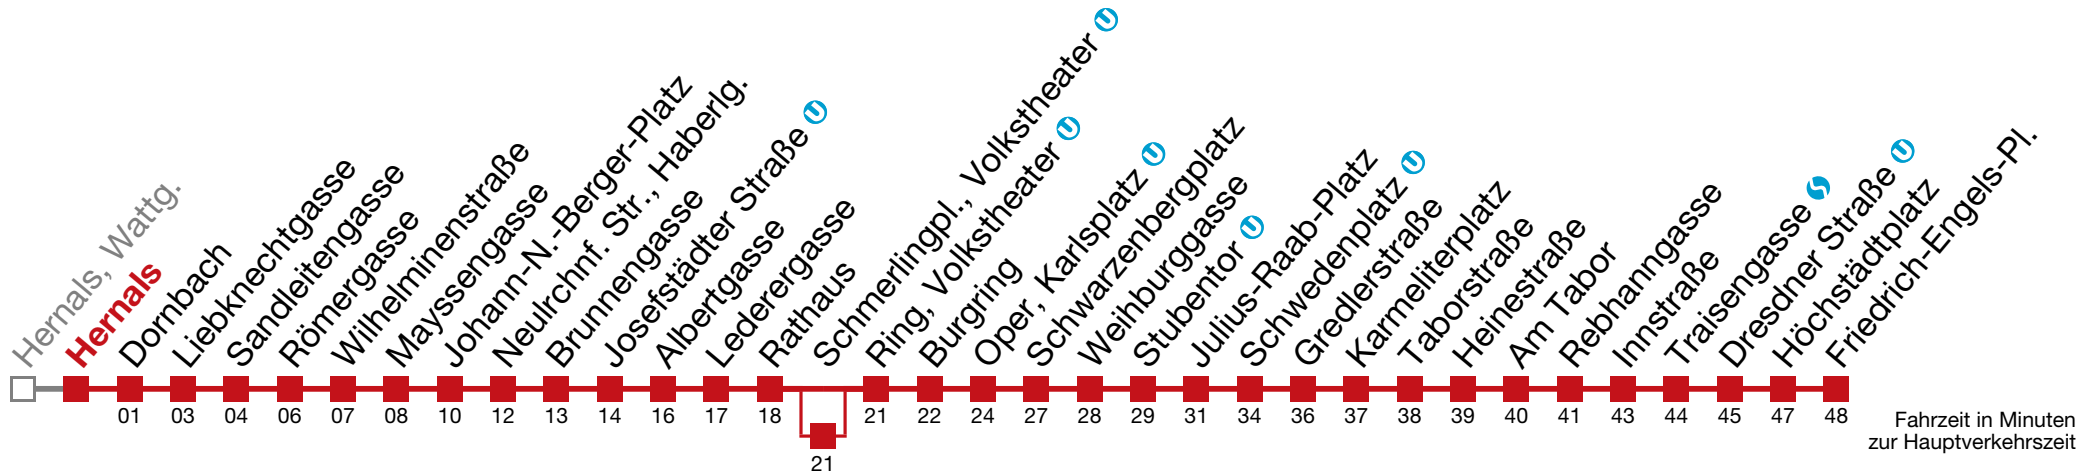 Hernals, Wattg.
Hernals
Dornbach
Liebknechtgasse
Sandleitengasse
Römergasse
Wilhelminenstraße
Mayssengasse
Johann-N.-Berger-Platz
Neulrchnf. Str., Haberlg.
Brunnengasse
Josefstädter Straße U
Albertgasse
Lederergasse
Rathaus
Schmerlingpl., Volkstheater U
Ring, Volkstheater U
Burgring
Oper, Karlsplatz U
Schwarzenbergplatz
Weihburggasse
Stubentor U
Julius-Raab-Platz
Schwedenplatz U
Gredlerstraße
Karmeliterplatz
Taborstraße
Heinestraße
Am Tabor
Rebhanngasse
Innstraße
Traisengasse S
Dresdner Straße U
Höchstädtplatz
Friedrich-Engels-Pl.
01 03 04 06 07 08 10 12 13 14 16 17 18 21 22 24 27 28 29 31 34 36 37 38 39 40 41 43 44 45 47 48
21
Fahrzeit in Minuten
zur Hauptverkehrszeit